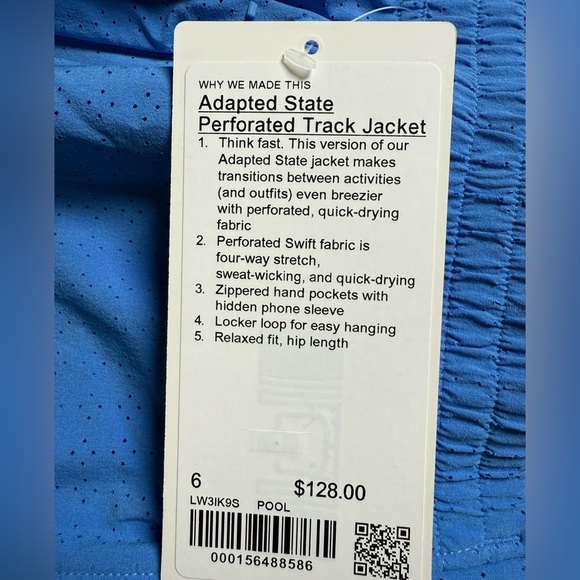 WHY WE MADE THIS
Adapted State
Perforated Track Jacket
1. Think fast. This version of our
Adapted State jacket makes
transitions between activities
(and outfits) even breezier
with perforated, quick-drying
fabric
2. Perforated Swift fabric is
four-way stretch,
sweat-wicking, and quick-drying
3. Zippered hand pockets with
hidden phone sleeve
4. Locker loop for easy hanging
5. Relaxed fit, hip length
6 $128.00
LW3IK9S POOL
000156488586